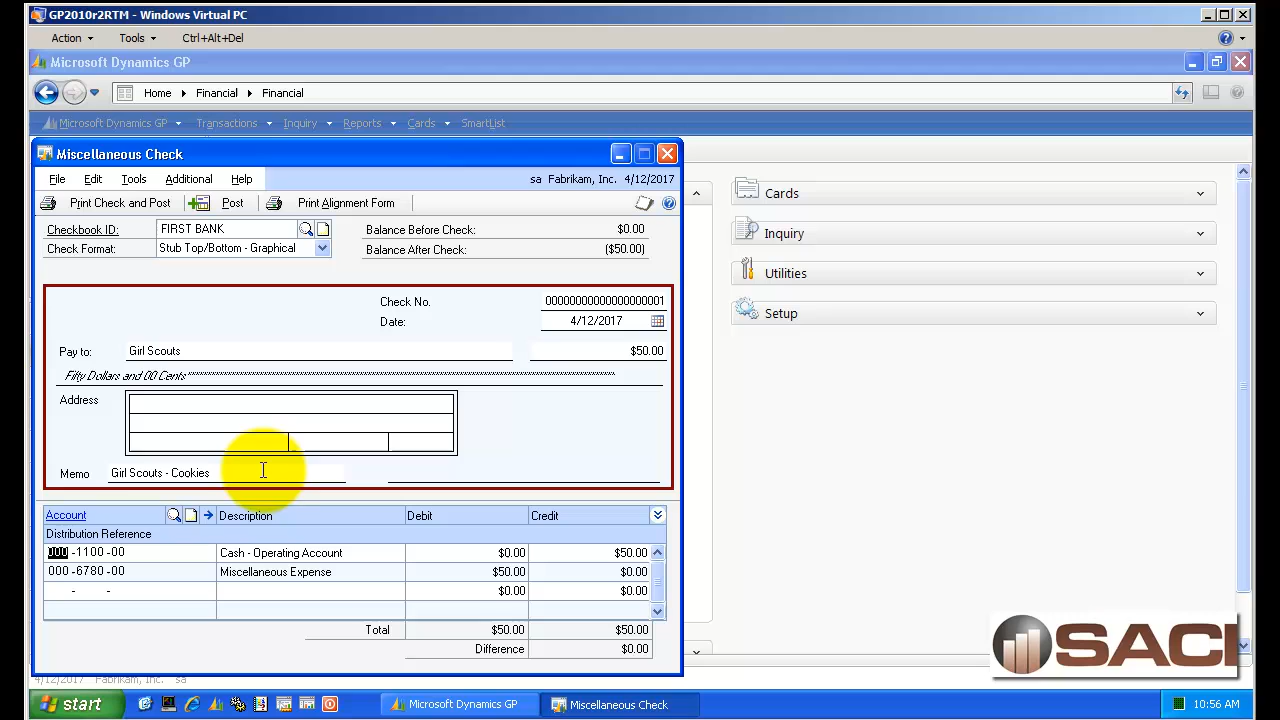 GP2010r2RTM - Windows Virtual PC
Action Tools Ctrl+Alt+Del
Microsoft Dynamics GP
Home Financial Financial
Microsoft Dynamics GP Transactions Inquiry Reports Cards SmartList
Miscellaneous Check
File Edit Tools Additional Help sa Fabrikam, Inc. 4/12/2017
Print Check and Post Post Print Alignment Form
Checkbook ID: FIRST BANK Balance Before Check: $0.00
Check Format: Stub Top/Bottom - Graphical Balance After Check: ($50.00)
Check No. 00000000000000000001
Date: 4/12/2017
Pay to: Girl Scouts $50.00
Fifty Dollars and 00 Cents
Address
Memo Girl Scouts - Cookies
Account Description Debit Credit
Distribution Reference
000 -1100 -00 Cash - Operating Account $0.00 $50.00
000 -6780 -00 Miscellaneous Expense $50.00 $0.00
- - $0.00 $0.00
Total $50.00 $50.00
Difference $0.00
Cards
Inquiry
Utilities
Setup
4/12/2017 Fabrikam, Inc. sa
start Microsoft Dynamics GP Miscellaneous Check 10:56 AM